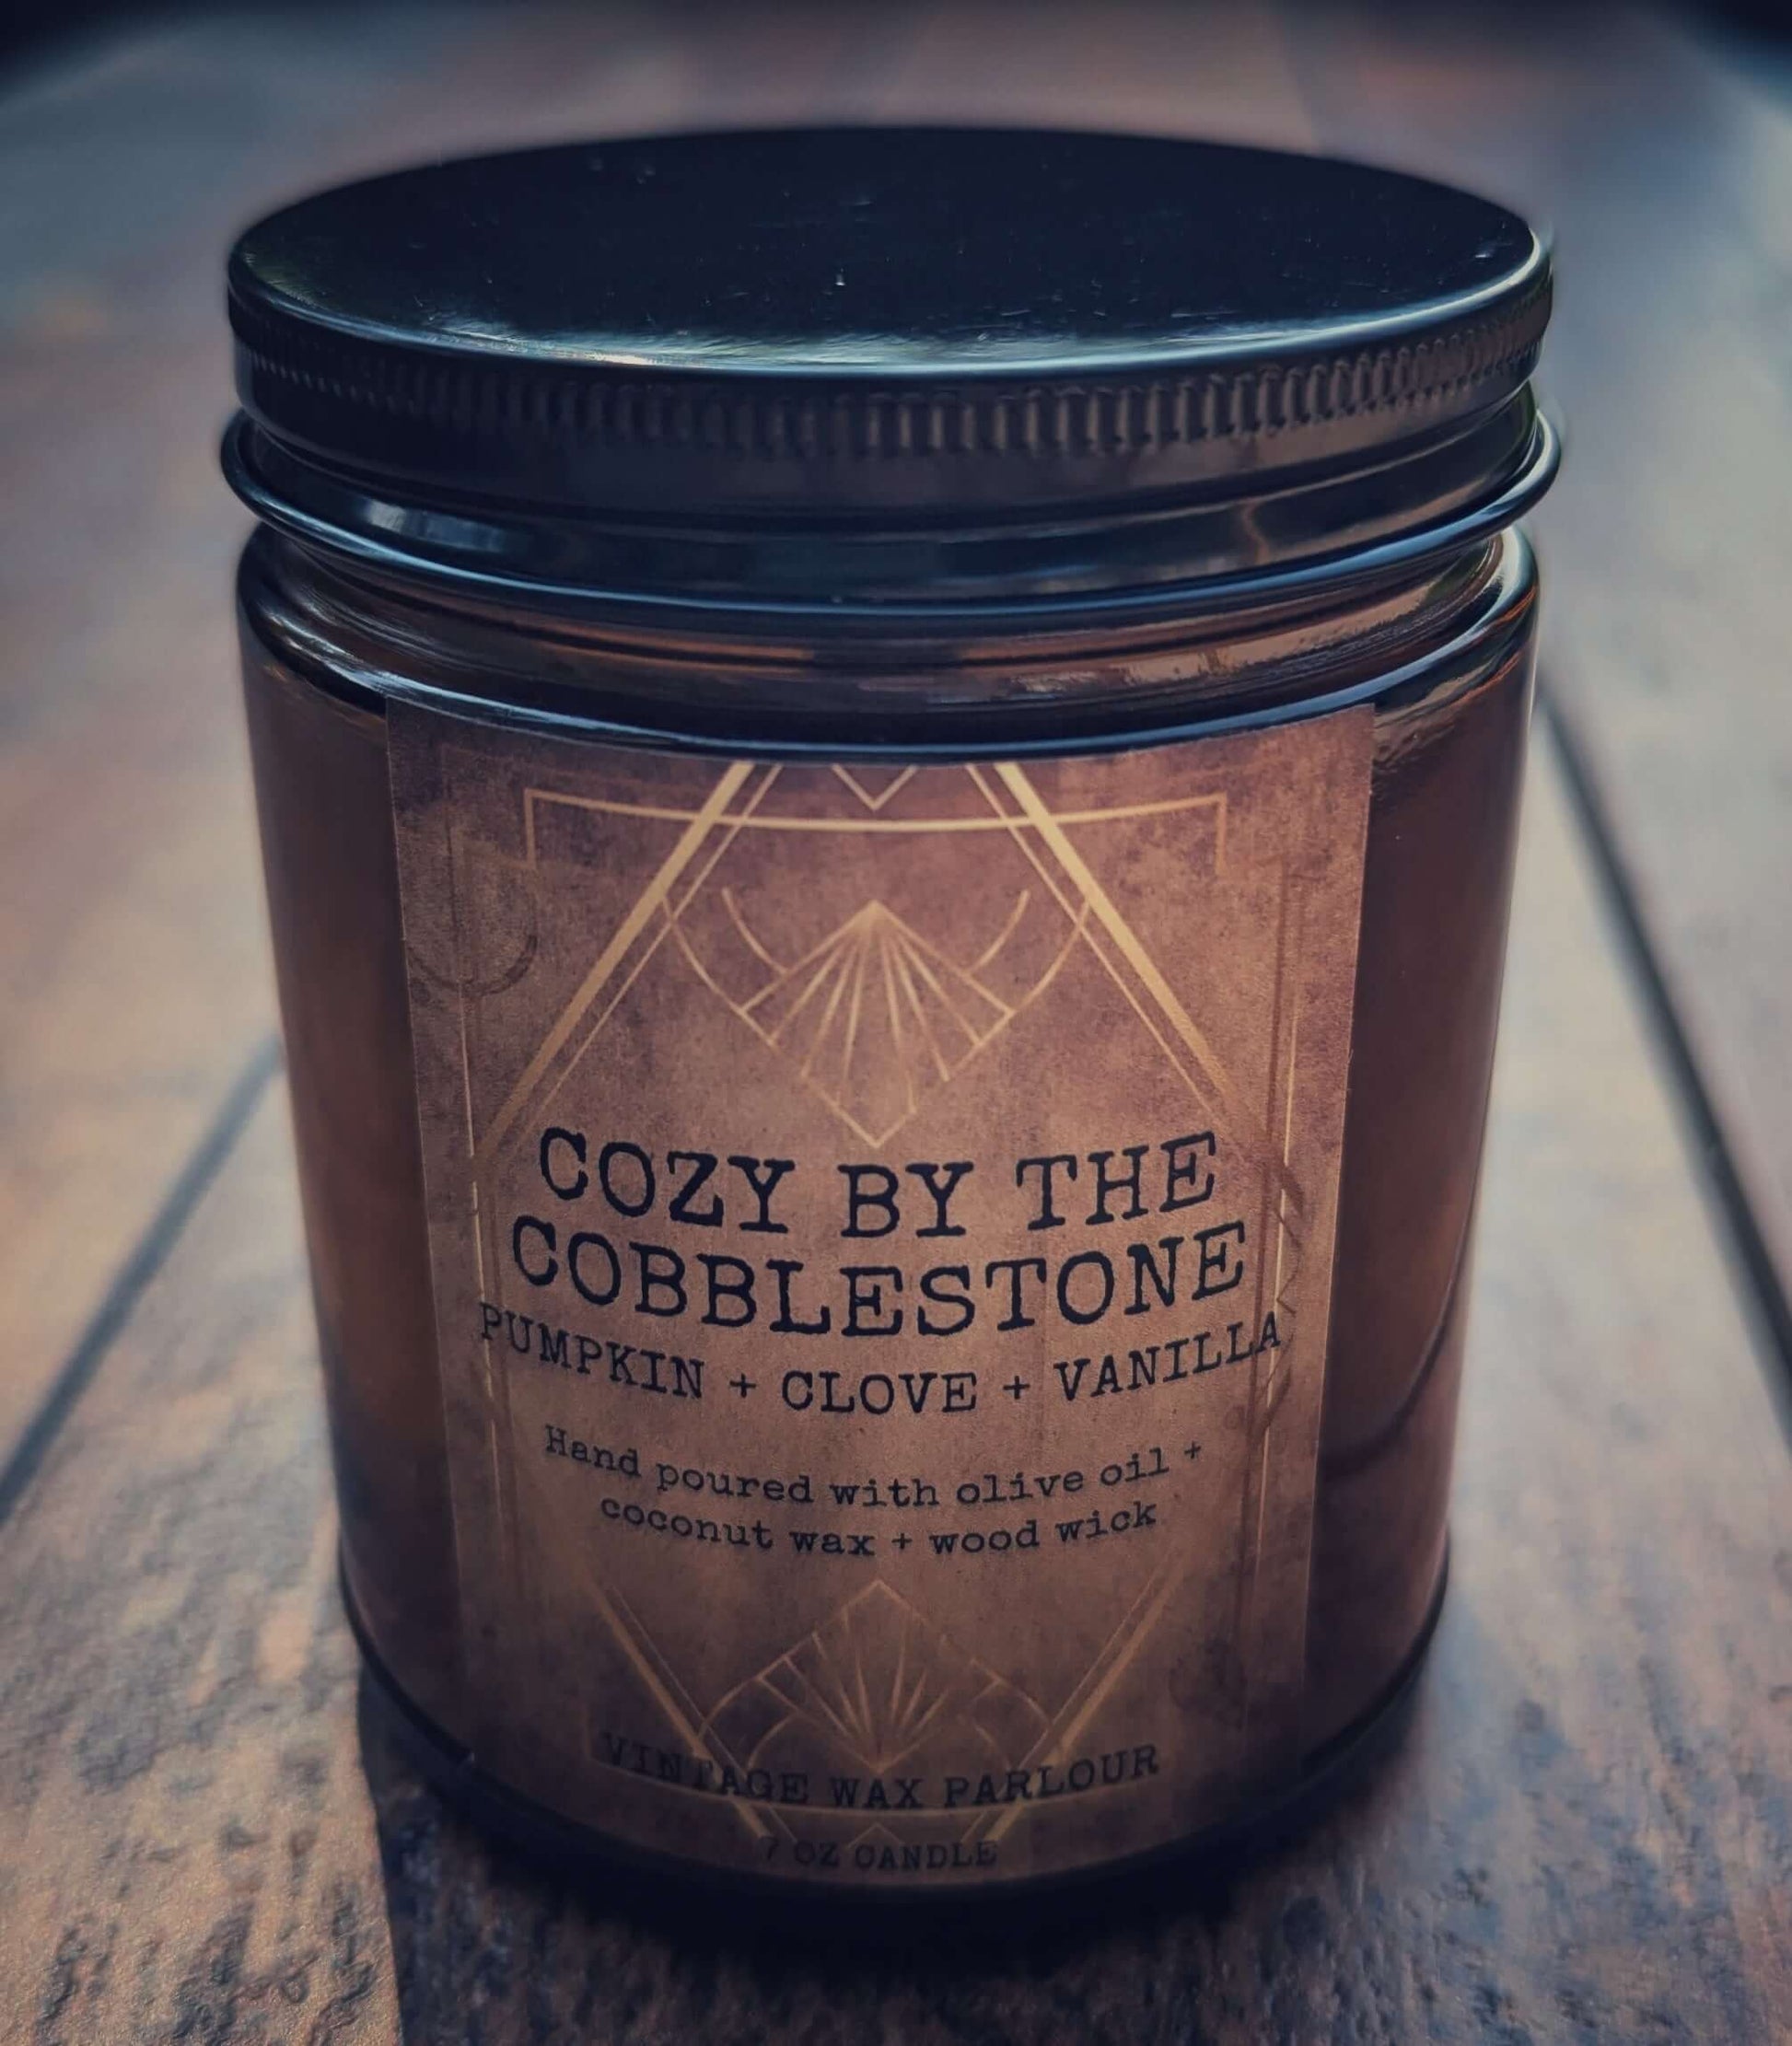 COZY BY THE
COBBLESTONE
PUMPKIN + CLOVE + VANILLA
Hand poured with olive oil +
coconut wax + wood wick
VINTAGE WAX PARLOUR
7 OZ CANDLE